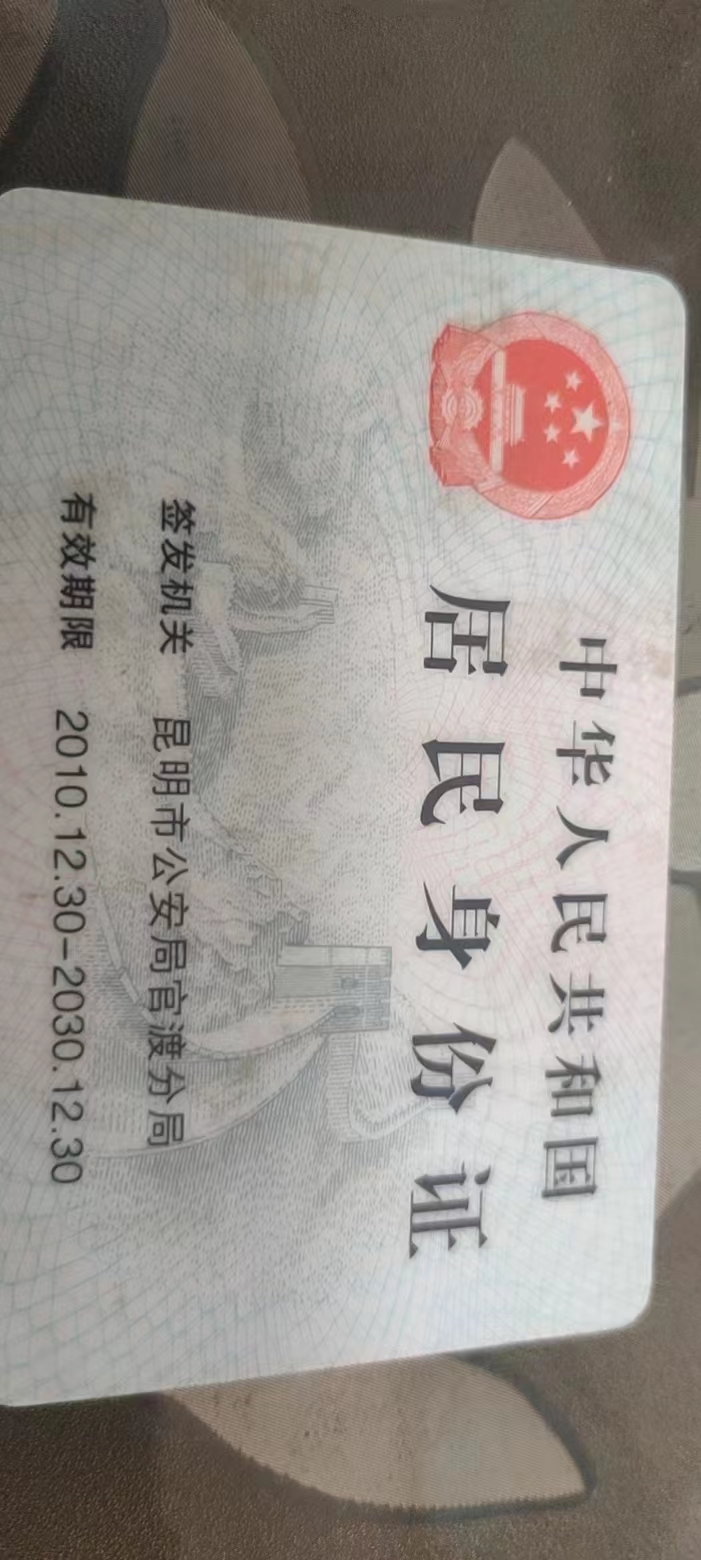 中华人民共和国
居民身份证
签发机关 昆明市公安局官渡分局
有效期限 2010.12.30-2030.12.30